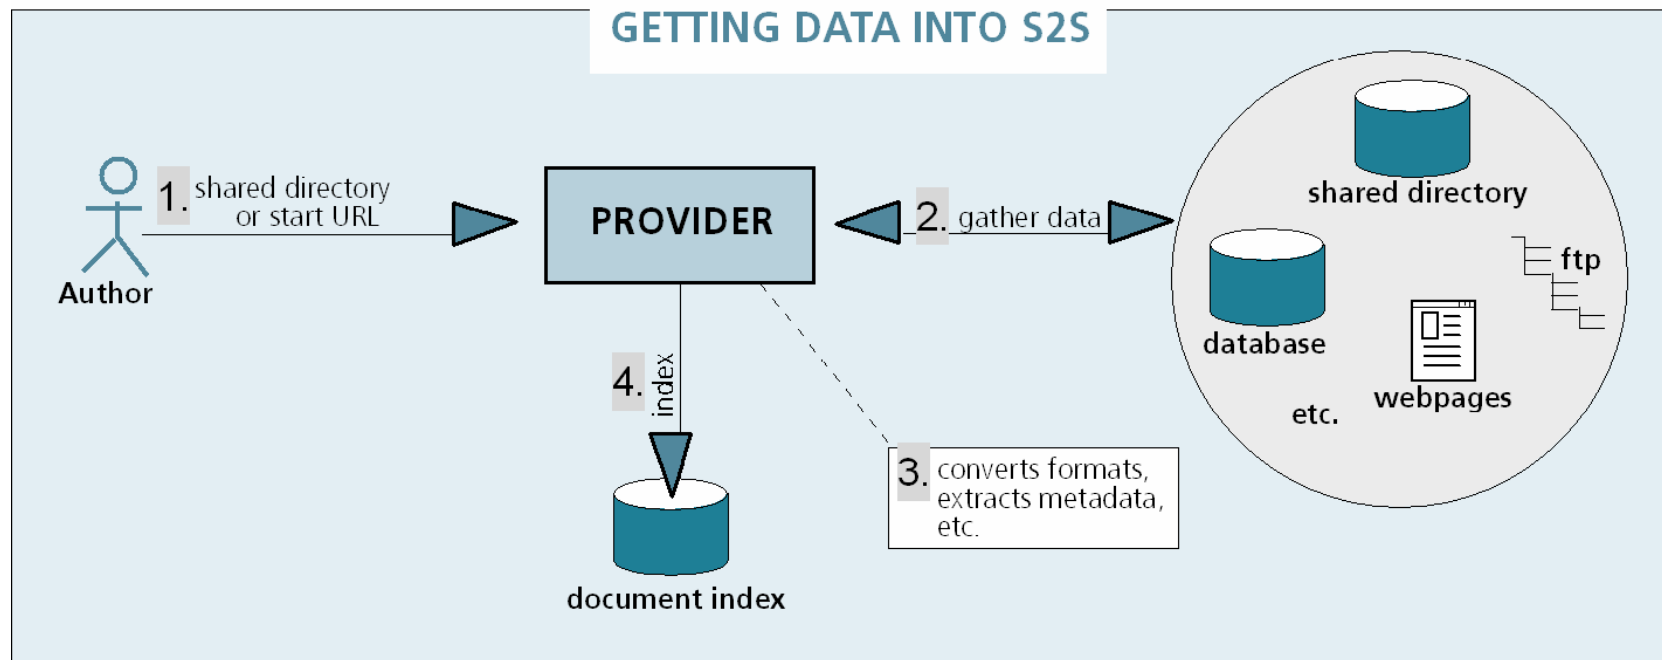 GETTING DATA INTO S2S
1. shared directory
or start URL
Author
PROVIDER
2. gather data
shared directory
ftp
database
webpages
etc.
4. index
3. converts formats,
extracts metadata,
etc.
document index